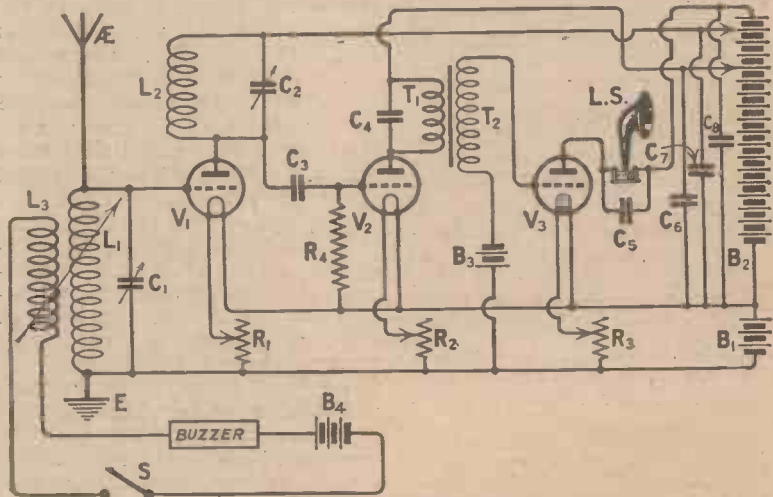 Æ
L₂
C₂
T₁
T₂
L.S.
C₄
C₈
C₇
C₃
L₃
V₁
V₂
V₃
L₁
R₄
C₅
C₆
B₃
B₂
C₁
R₁
R₂
R₃
B₁
E
BUZZER
B₄
S